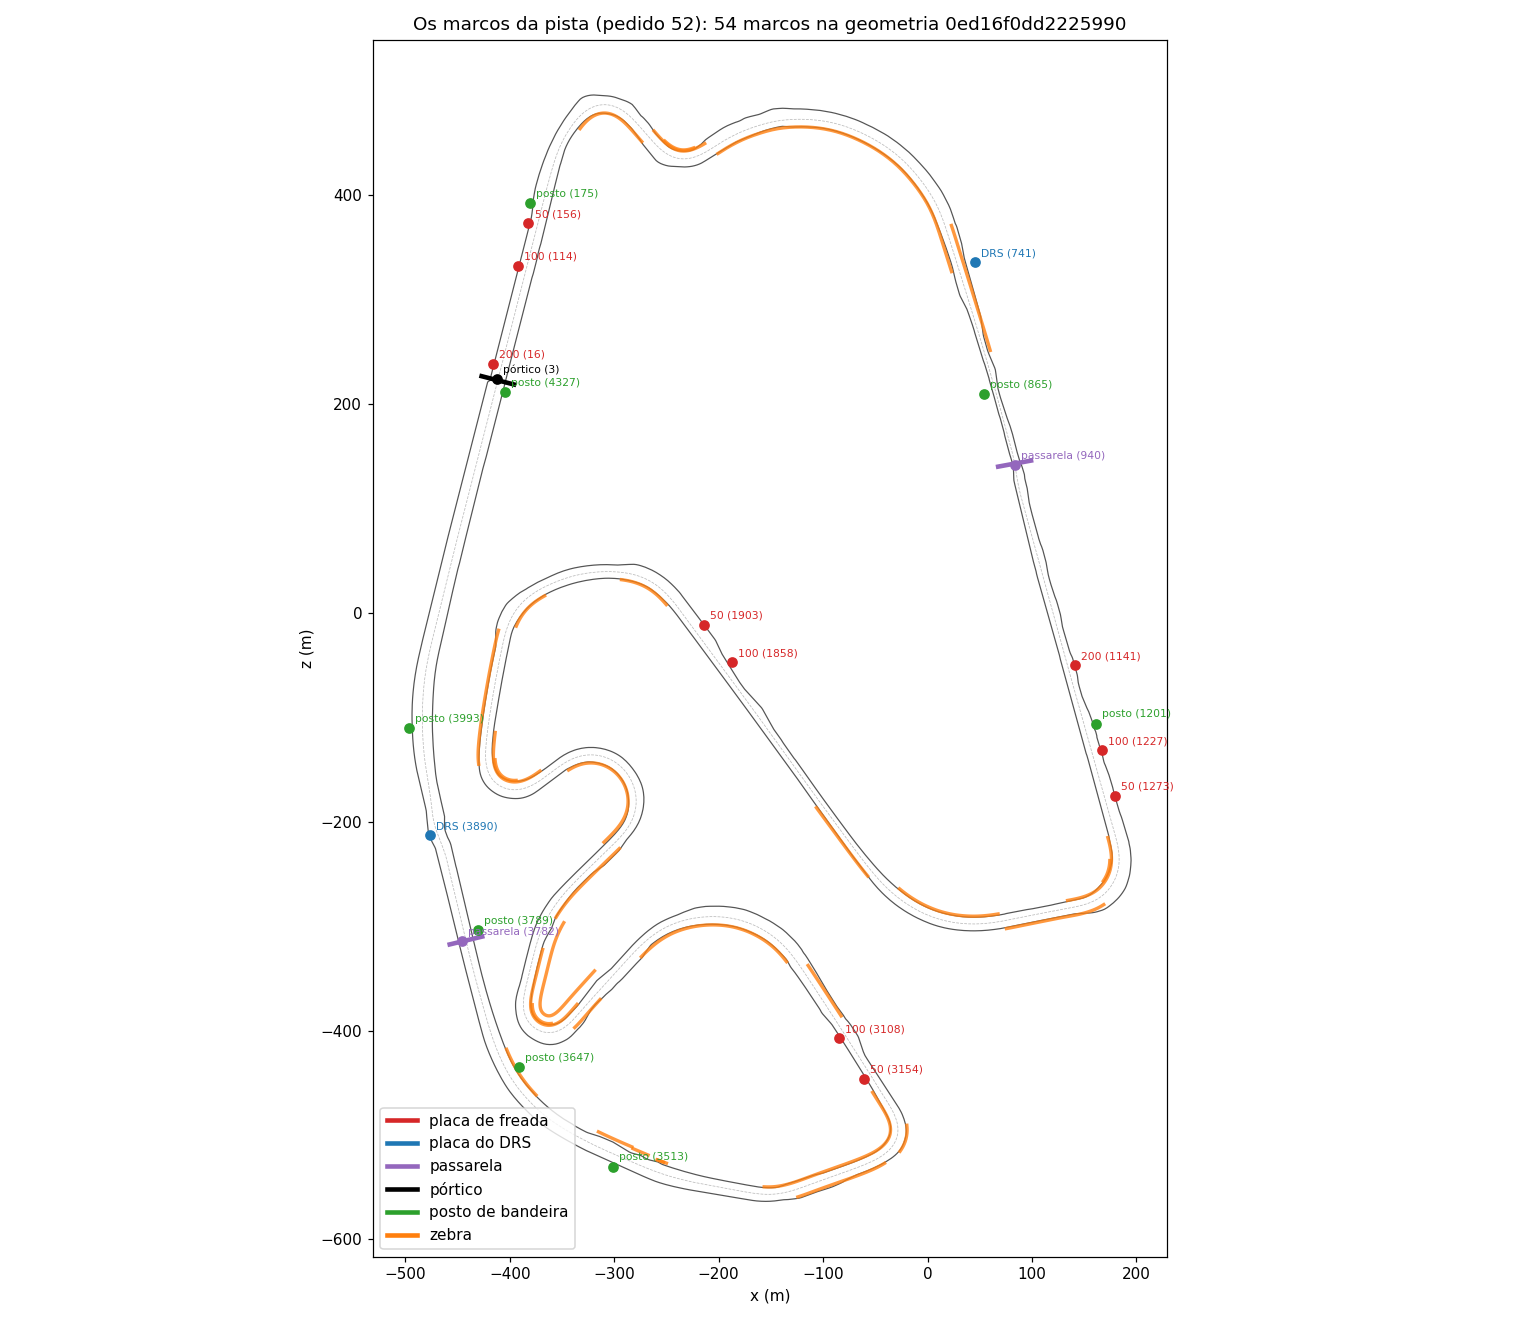 Os marcos da pista (pedido 52): 54 marcos na geometria 0ed16f0dd2225990
posto (175)
50 (156)
100 (114)
DRS (741)
200 (16)
pórtico (3)
posto (4327)
posto (865)
passarela (940)
50 (1903)
100 (1858)
200 (1141)
posto (3993)
posto (1201)
100 (1227)
50 (1273)
DRS (3890)
posto (3789)
passarela (3782)
100 (3108)
posto (3647)
50 (3154)
posto (3513)
placa de freada
placa do DRS
passarela
pórtico
posto de bandeira
zebra
z (m)
400
200
0
−200
−400
−600
−500
−400
−300
−200
−100
0
100
200
x (m)